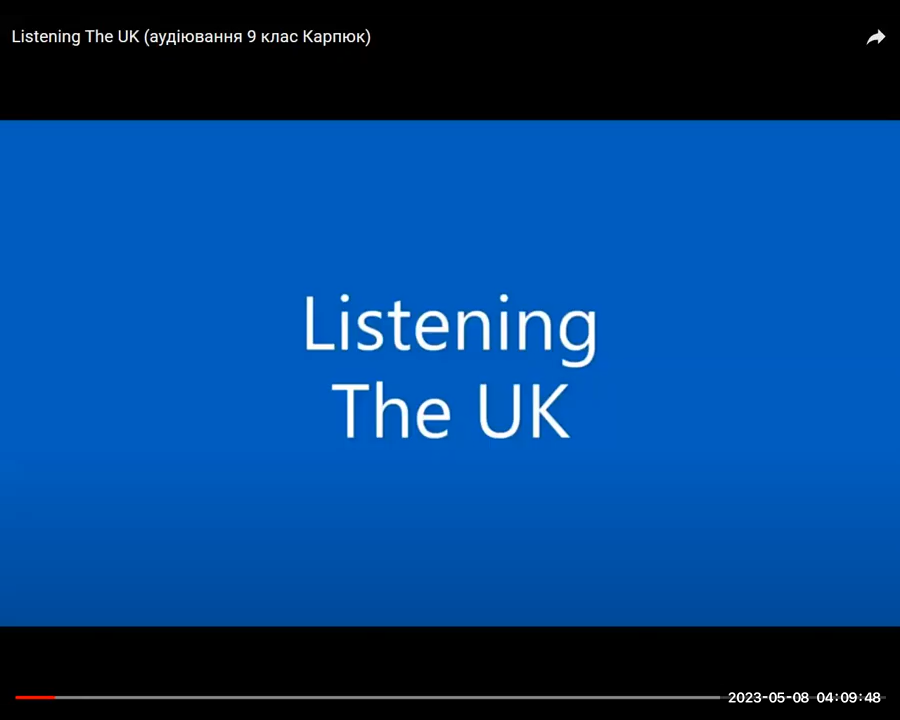 Listening The UK (аудіювання 9 клас Карпюк)
Listening
The UK
2023-05-08 04:09:48